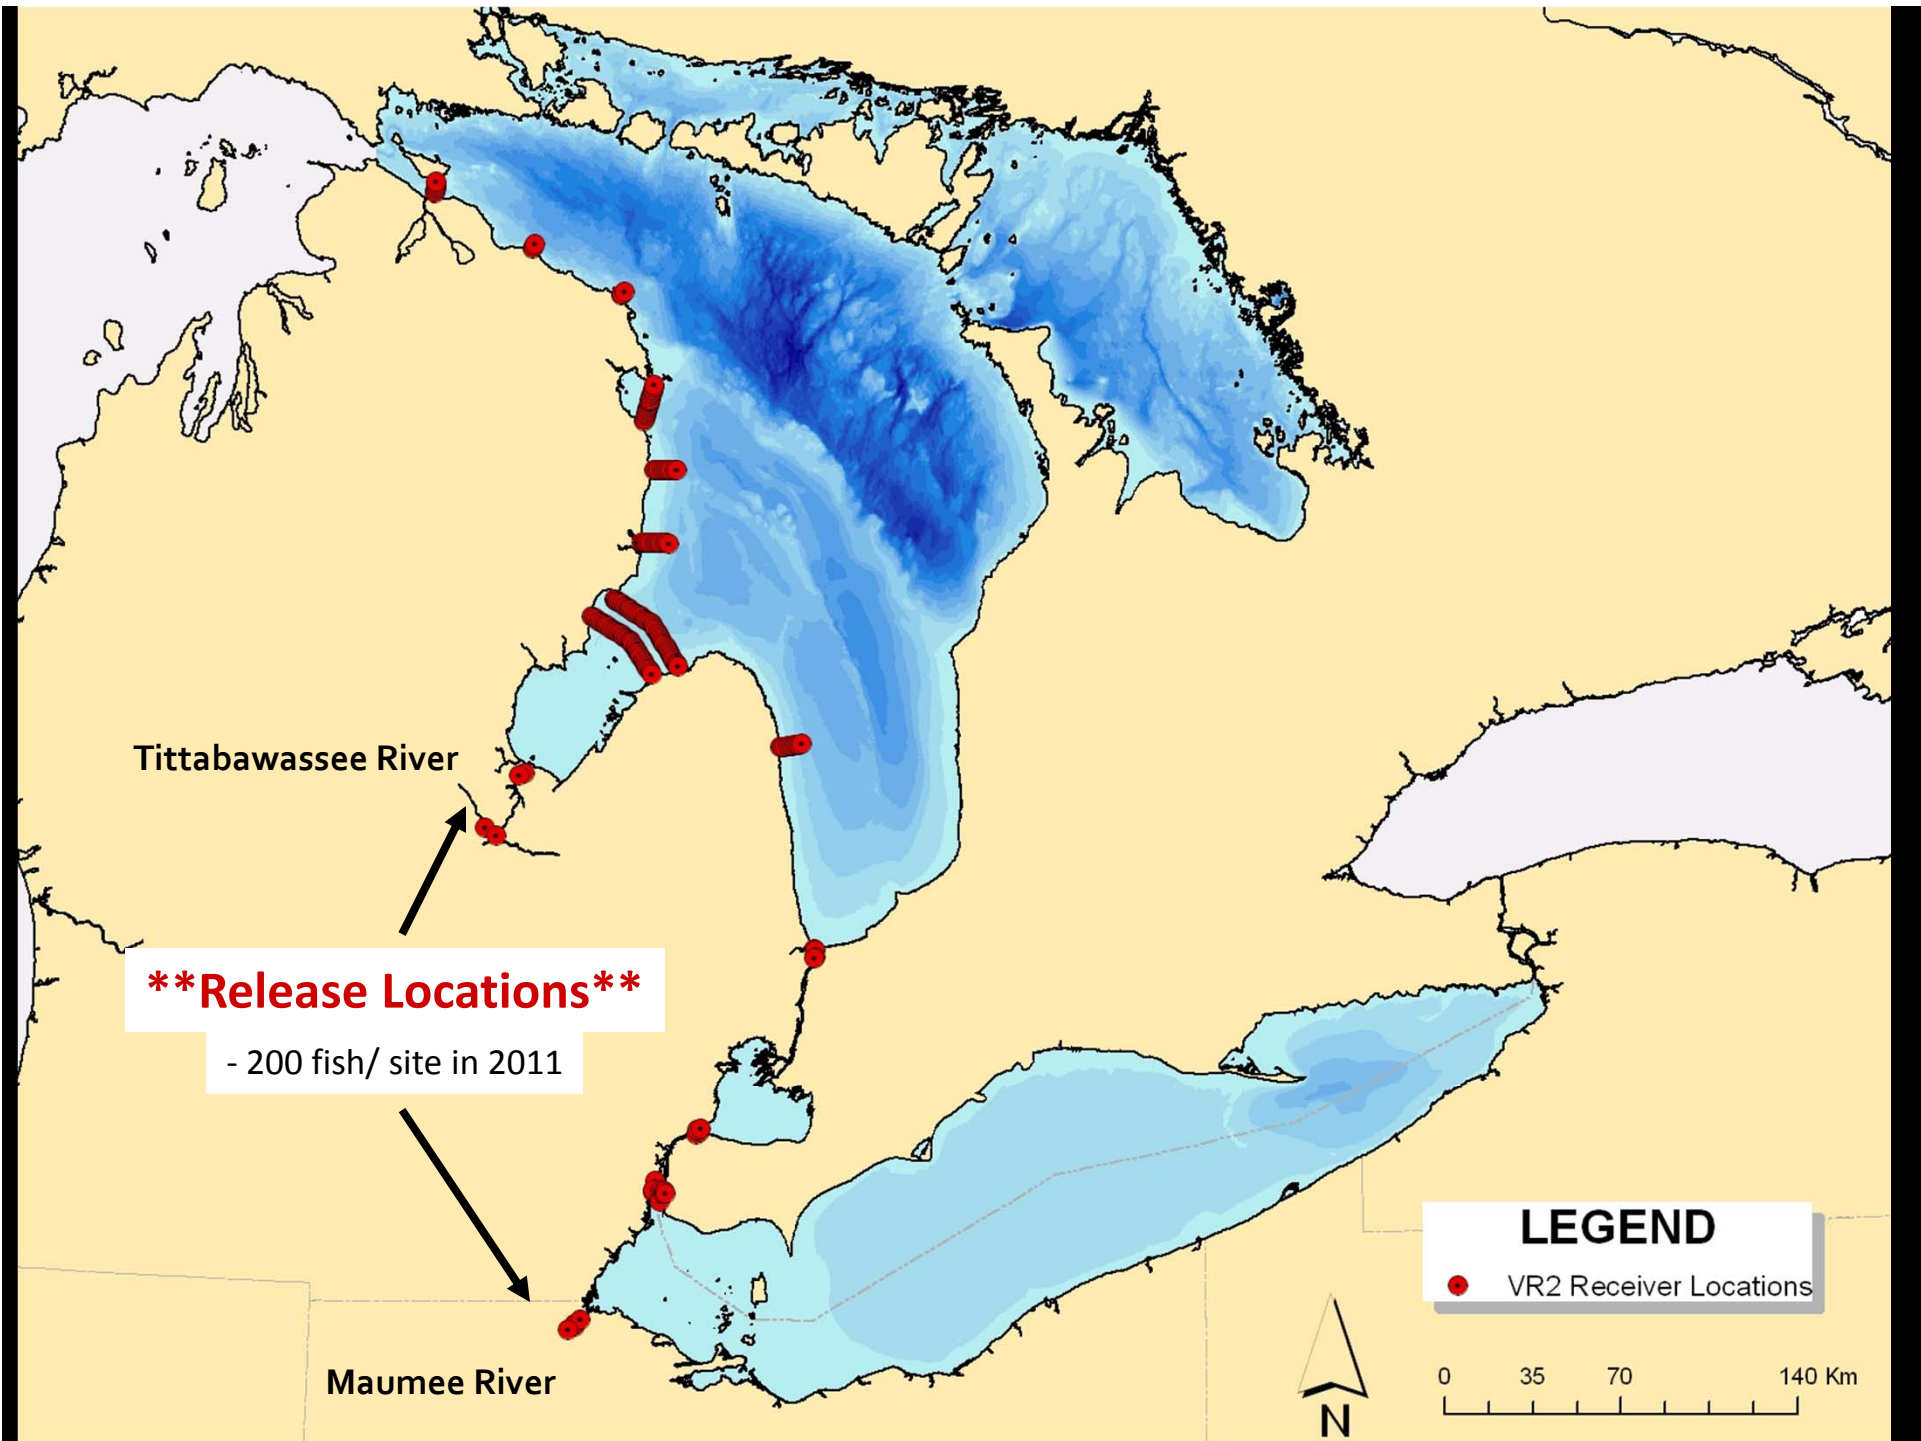 Tittabawassee River
**Release Locations**
- 200 fish/ site in 2011
Maumee River
LEGEND
VR2 Receiver Locations
N
0 35 70 140 Km